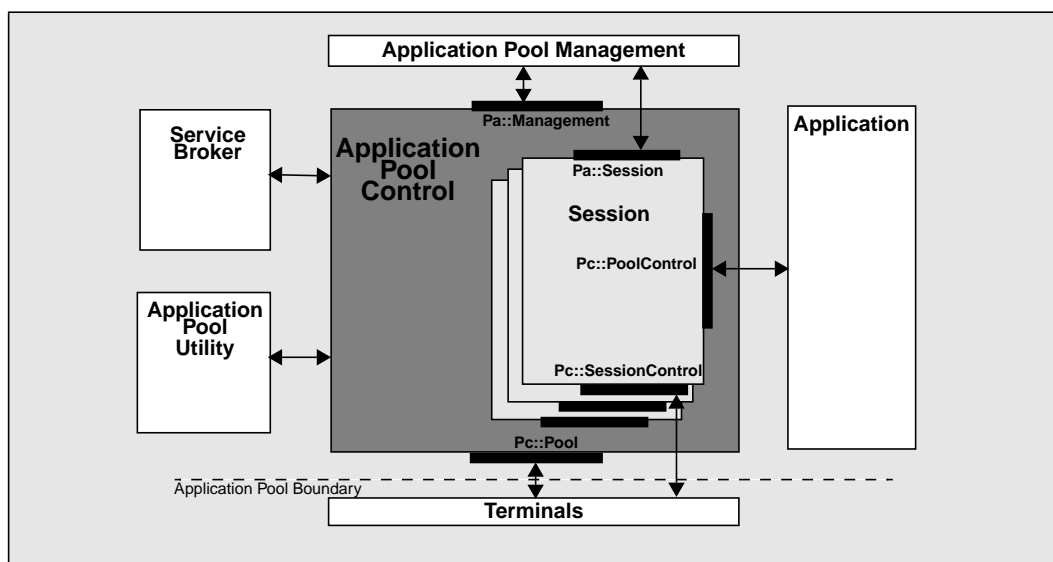 Application Pool Management
Pa::Management
Service
Broker
Application
Pool
Control
Pa::Session
Session
Pc::PoolControl
Application
Application
Pool
Utility
Pc::SessionControl
Pc::Pool
Application Pool Boundary
Terminals